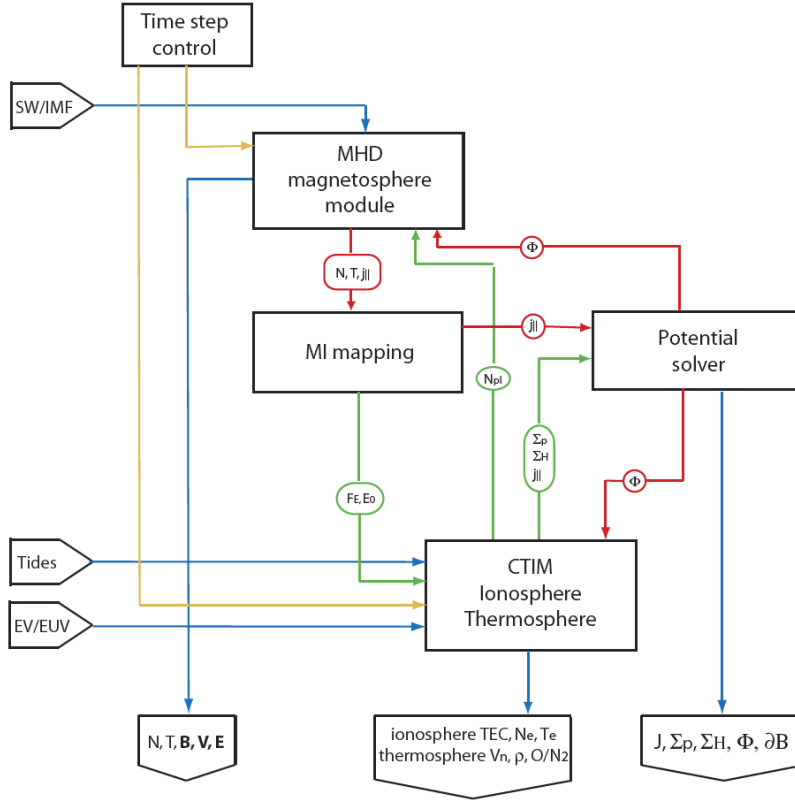 Time step
control
SW/IMF
MHD
magnetosphere
module
Φ
N, T, j||
MI mapping
j||
Potential
solver
Npl
Σp
ΣH
j||
FE, E0
Φ
Tides
CTIM
Ionosphere
Thermosphere
EV/EUV
N, T, B, V, E
ionosphere TEC, Ne, Te
thermosphere Vn, ρ, O/N2
J, Σp, ΣH, Φ, ∂B